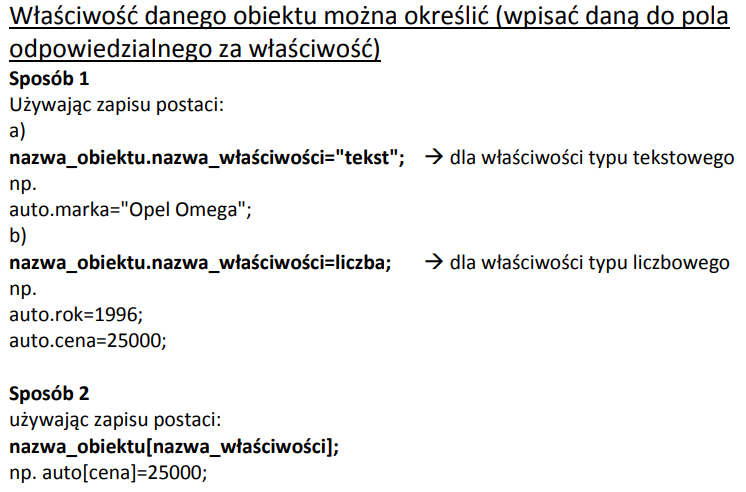 Właściwość danego obiektu można określić (wpisać daną do pola
odpowiedzialnego za właściwość)
Sposób 1
Używając zapisu postaci:
a)
nazwa_obiektu.nazwa_właściwości="tekst"; → dla właściwości typu tekstowego
np.
auto.marka="Opel Omega";
b)
nazwa_obiektu.nazwa_właściwości=liczba; → dla właściwości typu liczbowego
np.
auto.rok=1996;
auto.cena=25000;
Sposób 2
używając zapisu postaci:
nazwa_obiektu[nazwa_właściwości];
np. auto[cena]=25000;